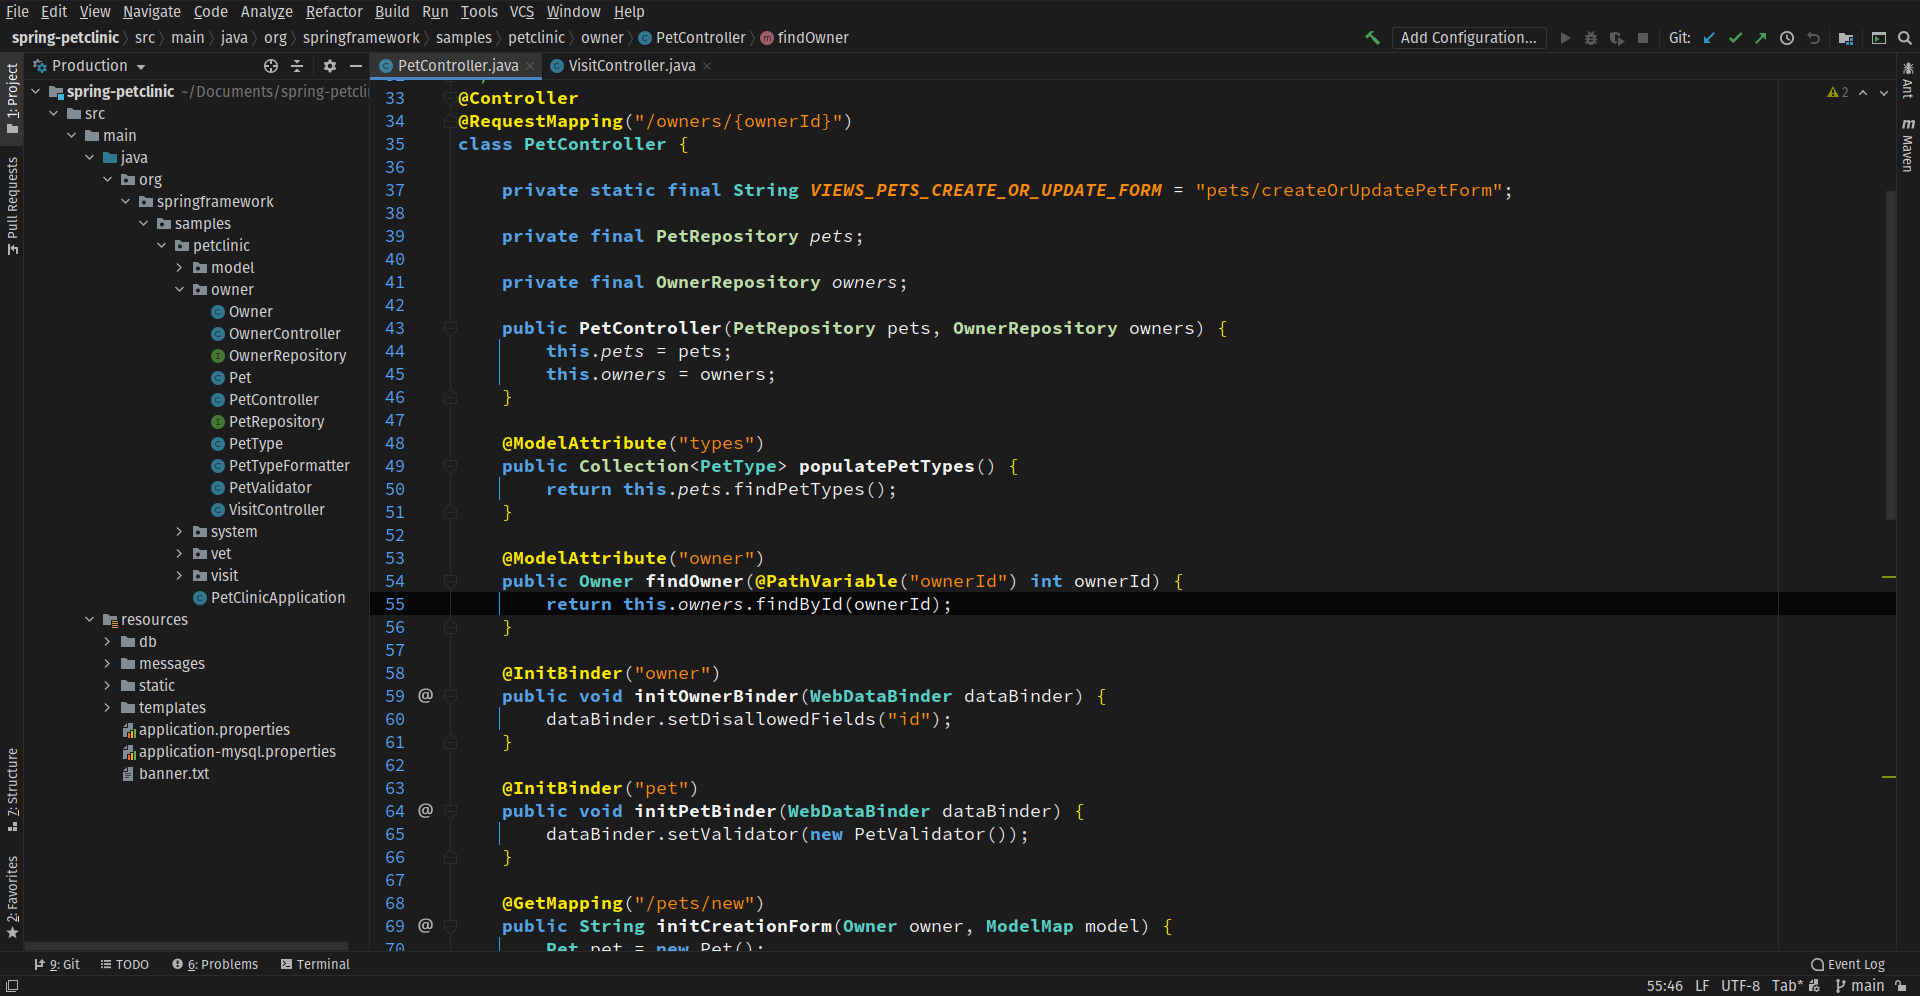 File Edit View Navigate Code Analyze Refactor Build Run Tools VCS Window Help
spring-petclinic src main java org springframework samples petclinic owner PetController findOwner
Add Configuration...
Git:
1: Project
Pull Requests
7: Structure
2: Favorites
Production
spring-petclinic ~/Documents/spring-petcli
src
main
java
org
springframework
samples
petclinic
model
owner
Owner
OwnerController
OwnerRepository
Pet
PetController
PetRepository
PetType
PetTypeFormatter
PetValidator
VisitController
system
vet
visit
PetClinicApplication
resources
db
messages
static
templates
application.properties
application-mysql.properties
banner.txt
PetController.java VisitController.java
2
33 @Controller
34 @RequestMapping("/owners/{ownerId}")
35 class PetController {
36
37 private static final String VIEWS_PETS_CREATE_OR_UPDATE_FORM = "pets/createOrUpdatePetForm";
38
39 private final PetRepository pets;
40
41 private final OwnerRepository owners;
42
43 public PetController(PetRepository pets, OwnerRepository owners) {
44 this.pets = pets;
45 this.owners = owners;
46 }
47
48 @ModelAttribute("types")
49 public Collection<PetType> populatePetTypes() {
50 return this.pets.findPetTypes();
51 }
52
53 @ModelAttribute("owner")
54 public Owner findOwner(@PathVariable("ownerId") int ownerId) {
55 return this.owners.findById(ownerId);
56 }
57
58 @InitBinder("owner")
59 @ public void initOwnerBinder(WebDataBinder dataBinder) {
60 dataBinder.setDisallowedFields("id");
61 }
62
63 @InitBinder("pet")
64 @ public void initPetBinder(WebDataBinder dataBinder) {
65 dataBinder.setValidator(new PetValidator());
66 }
67
68 @GetMapping("/pets/new")
69 @ public String initCreationForm(Owner owner, ModelMap model) {
70 Pet pet = new Pet();
Ant
m Maven
9: Git TODO 6: Problems Terminal Event Log
55:46 LF UTF-8 Tab* main